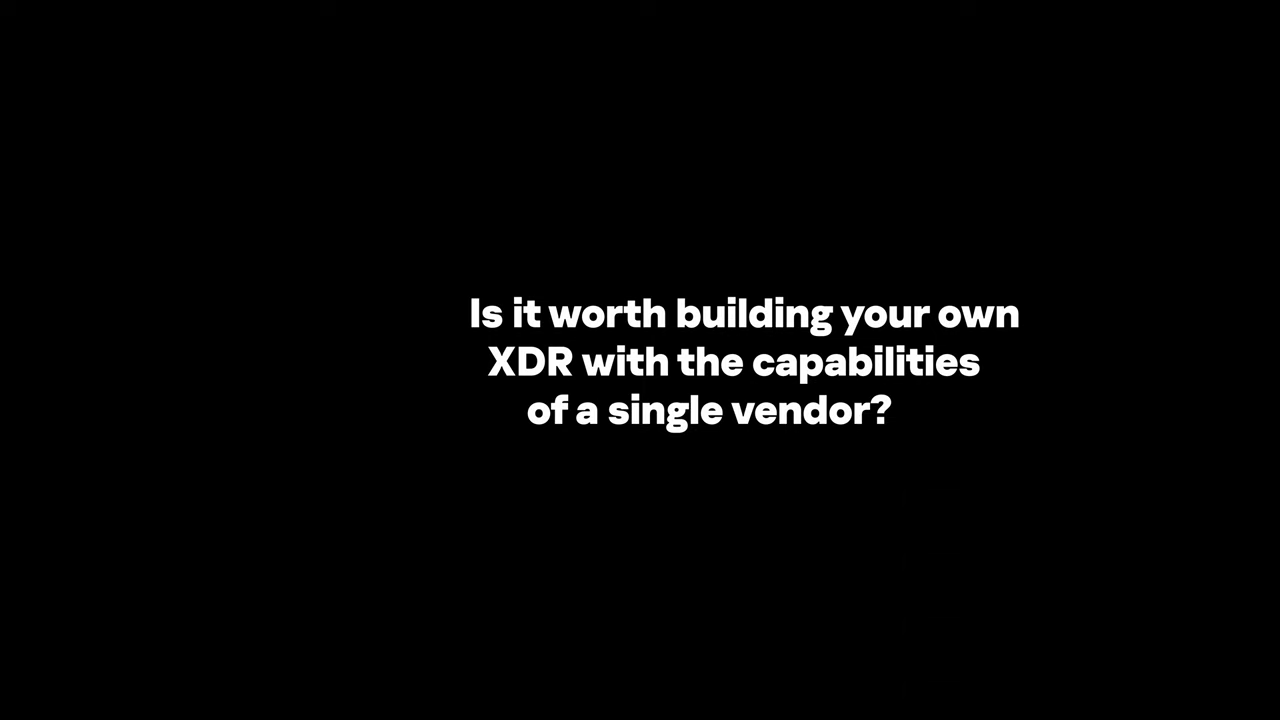 Is it worth building your own
XDR with the capabilities
of a single vendor?